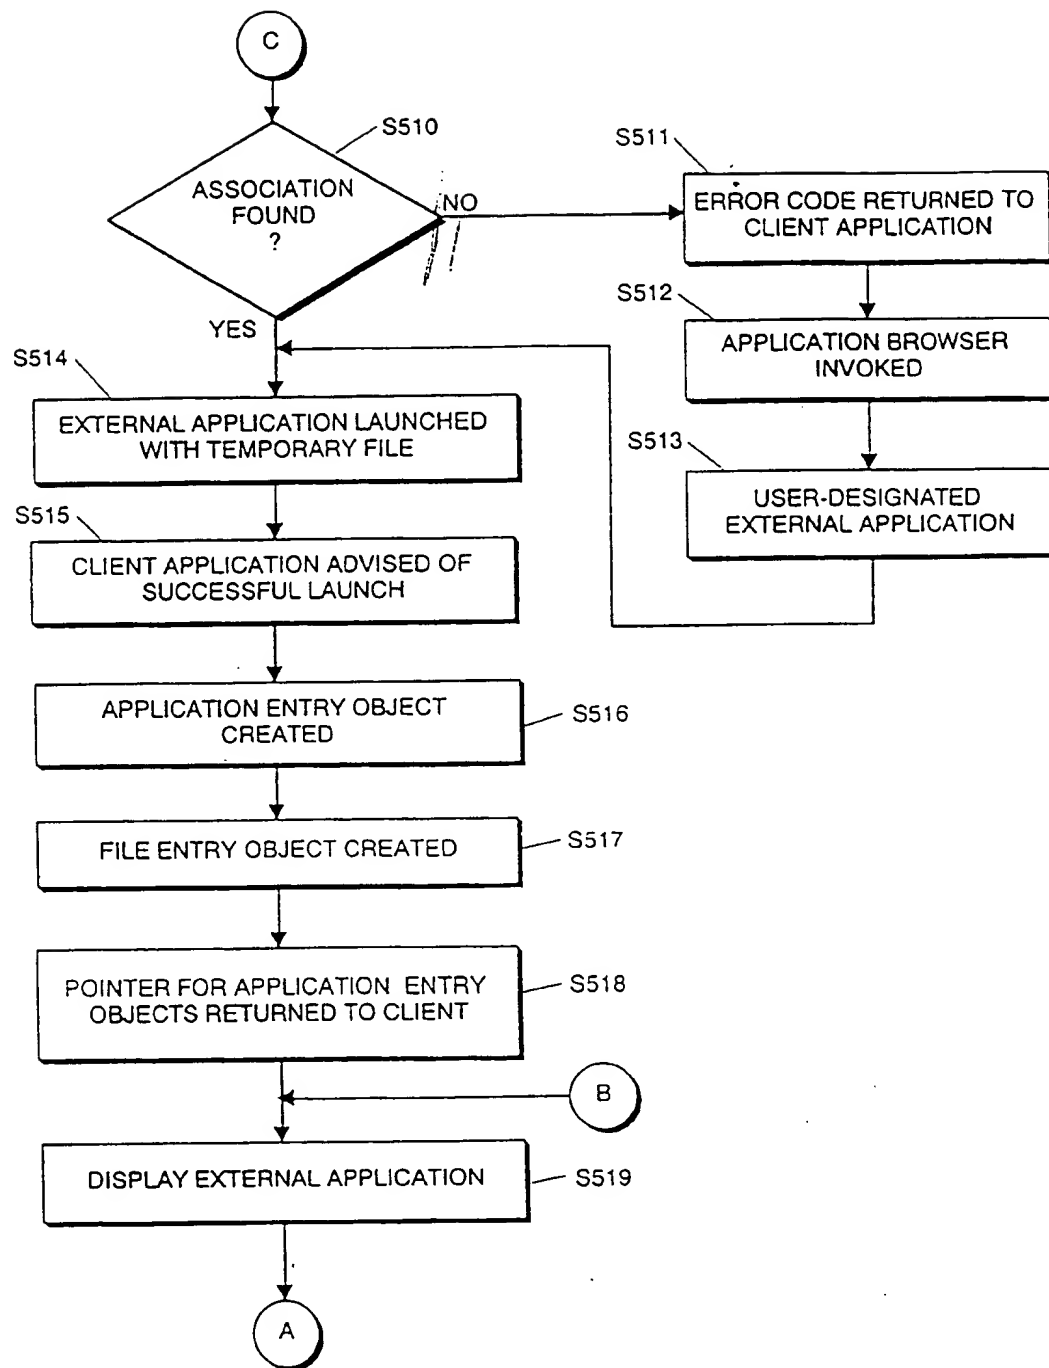 C
S510
ASSOCIATION
FOUND
?
NO
YES
S511
ERROR CODE RETURNED TO
CLIENT APPLICATION
S512
APPLICATION BROWSER
INVOKED
S513
USER-DESIGNATED
EXTERNAL APPLICATION
S514
EXTERNAL APPLICATION LAUNCHED
WITH TEMPORARY FILE
S515
CLIENT APPLICATION ADVISED OF
SUCCESSFUL LAUNCH
APPLICATION ENTRY OBJECT
CREATED
S516
FILE ENTRY OBJECT CREATED
S517
POINTER FOR APPLICATION ENTRY
OBJECTS RETURNED TO CLIENT
S518
B
DISPLAY EXTERNAL APPLICATION
S519
A